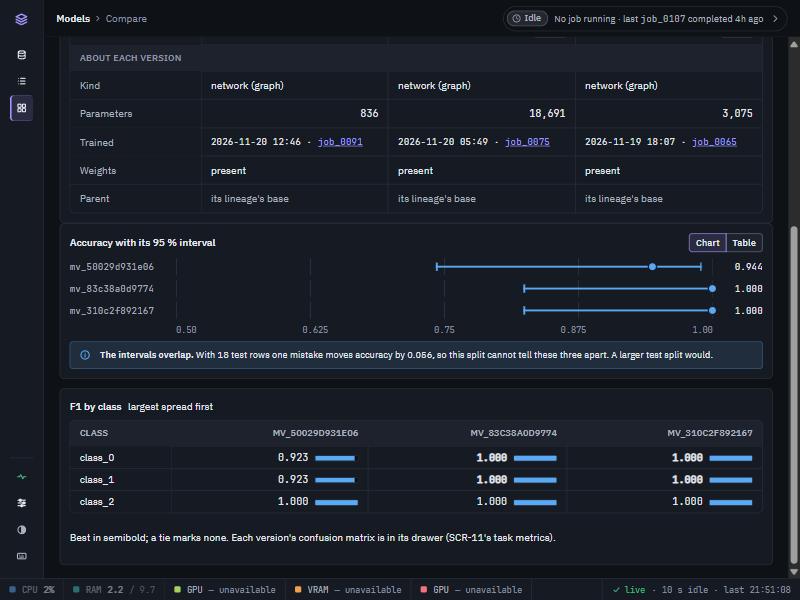 Models > Compare
Idle No job running · last job_0107 completed 4h ago >
ABOUT EACH VERSION
Kind network (graph) network (graph) network (graph)
Parameters 836 18,691 3,075
Trained 2026-11-20 12:46 · job_0091 2026-11-20 05:49 · job_0075 2026-11-19 18:07 · job_0065
Weights present present present
Parent its lineage's base its lineage's base its lineage's base
Accuracy with its 95 % interval Chart Table
mv_50029d931e06 0.944
mv_83c38a0d9774 1.000
mv_310c2f892167 1.000
0.50 0.625 0.75 0.875 1.00
The intervals overlap. With 18 test rows one mistake moves accuracy by 0.056, so this split cannot tell these three apart. A larger test split would.
F1 by class largest spread first
CLASS MV_50029D931E06 MV_83C38A0D9774 MV_310C2F892167
class_0 0.923 1.000 1.000
class_1 0.923 1.000 1.000
class_2 1.000 1.000 1.000
Best in semibold; a tie marks none. Each version's confusion matrix is in its drawer (SCR-11's task metrics).
CPU 2% RAM 2.2 / 9.7 GPU — unavailable VRAM — unavailable GPU — unavailable ✓ live · 10 s idle · last 21:51:08